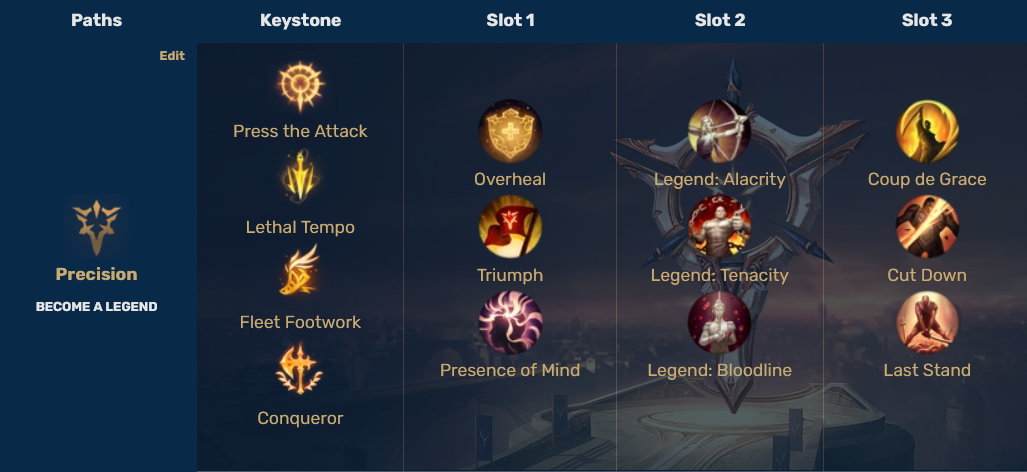 Paths
Keystone
Slot 1
Slot 2
Slot 3
Edit
Precision
BECOME A LEGEND
Press the Attack
Lethal Tempo
Fleet Footwork
Conqueror
Overheal
Triumph
Presence of Mind
Legend: Alacrity
Legend: Tenacity
Legend: Bloodline
Coup de Grace
Cut Down
Last Stand